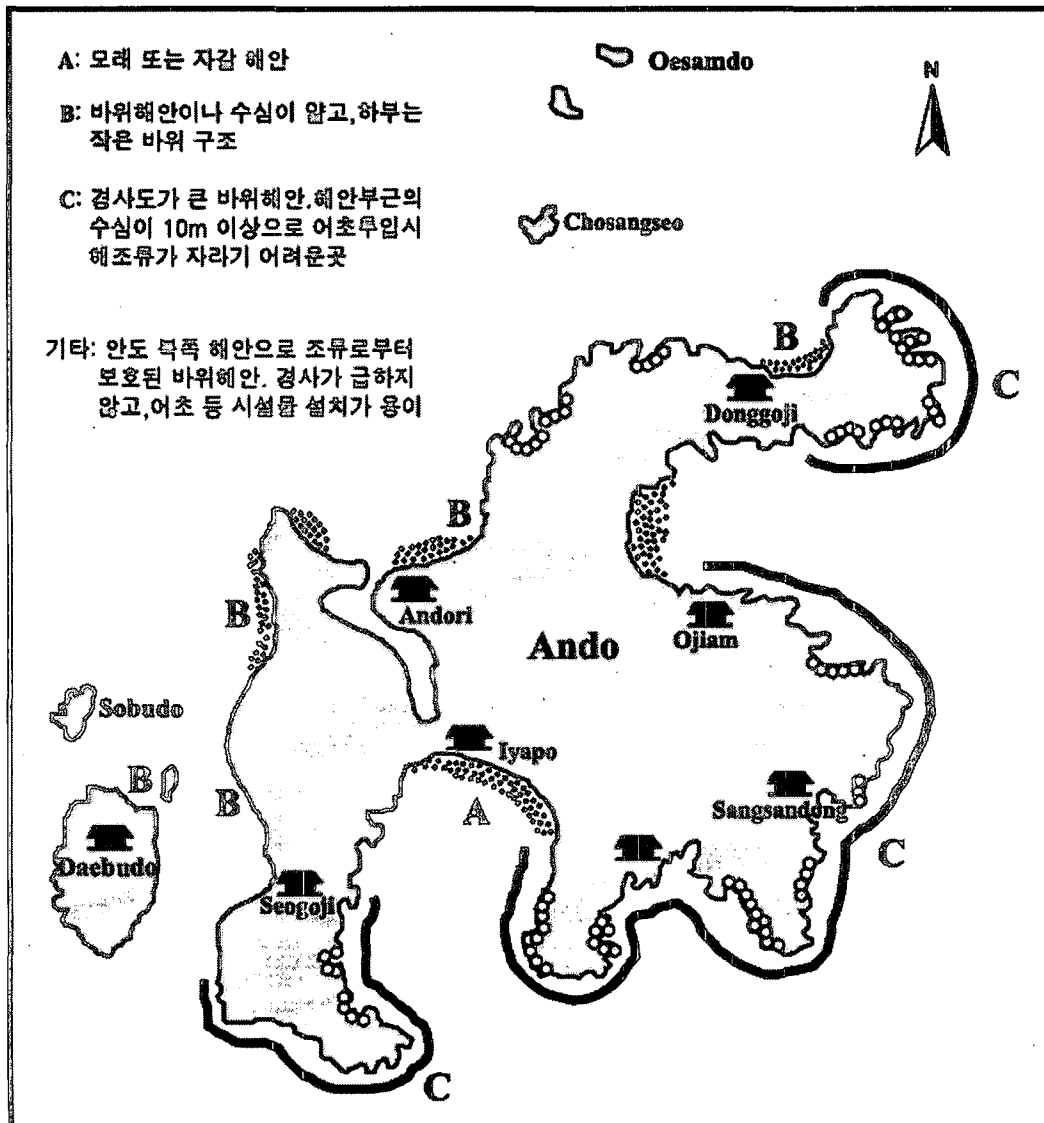 A: 모래 또는 자갈 해안
B: 바위해안이나 수심이 얕고,하부는
작은 바위 구조
C: 경사도가 큰 바위해안.해안부근의
수심이 10m 이상으로 어초투입시
해조류가 자라기 어려운곳
기타: 안도 북쪽 해안으로 조류로부터
보호된 바위해안. 경사가 급하지
않고,어초 등 시설물 설치가 용이
Oesamdo
N
Chosangseo
B
Donggoji
C
B
B
Andori
Ando
Ojiam
Sobudo
Iyapo
B
B
A
Sangsandong
C
Daebudo
Seogoji
C